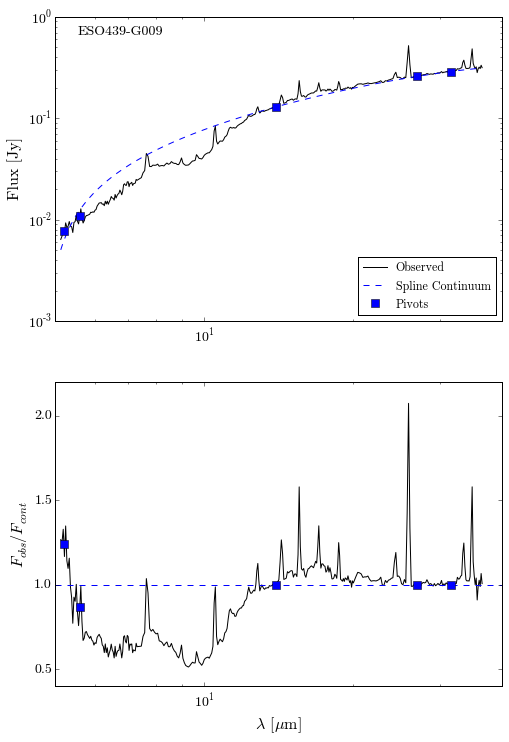 ESO439-G009
10^0
10^-1
10^-2
10^-3
Flux [Jy]
Observed
Spline Continuum
Pivots
10^1
2.0
1.5
1.0
0.5
F_obs/F_cont
10^1
λ [μm]